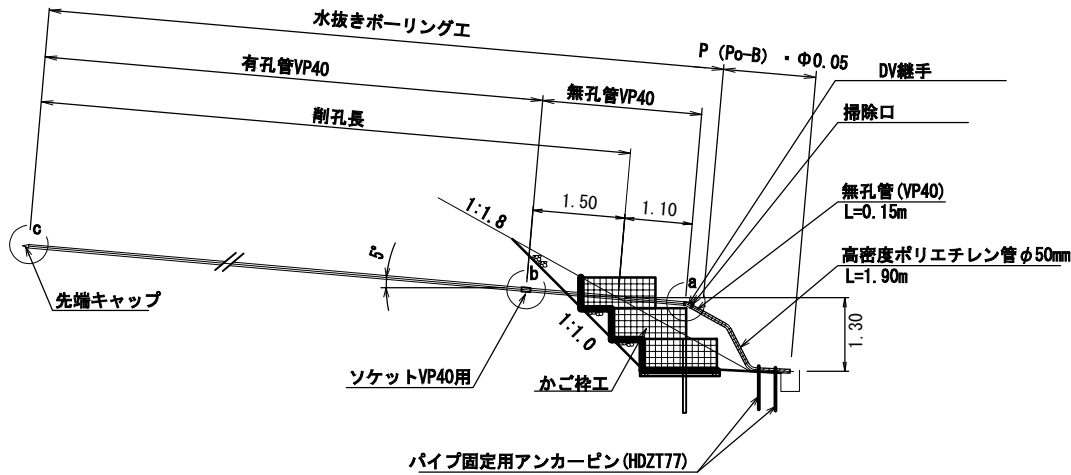 水抜きボーリング工
P (Po-B) ・ Φ0.05
有孔管VP40
無孔管VP40
DV継手
削孔長
掃除口
1:1.8
1.50
1.10
無孔管(VP40)
L=0.15m
c
5°
b
a
高密度ポリエチレン管φ50mm
L=1.90m
先端キャップ
1:1.0
1.30
ソケットVP40用
かご枠工
パイプ固定用アンカーピン(HDZT77)